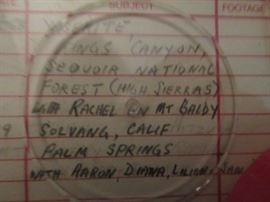 SUBJECT FOOTAGE
YOSEMITE,
KINGS CANYON,
SEQUOIA NATIONAL
FOREST (HIGH SIERRAS)
WITH RACHEL ON MT BALDY
9 SOLVANG, CALIF
PALM SPRINGS
WITH AARON, DIANA,